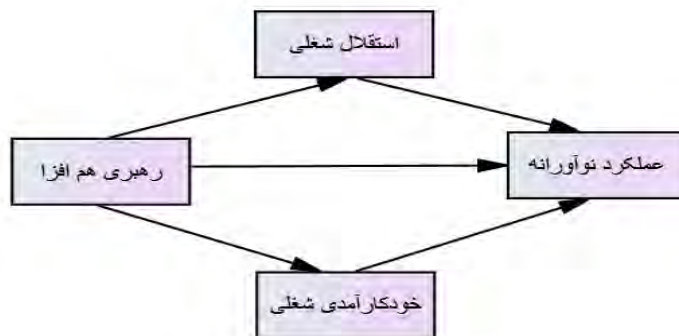 استقلال شغلی
رهبری هم افزا
عملکرد نوآورانه
خودکارآمدی شغلی